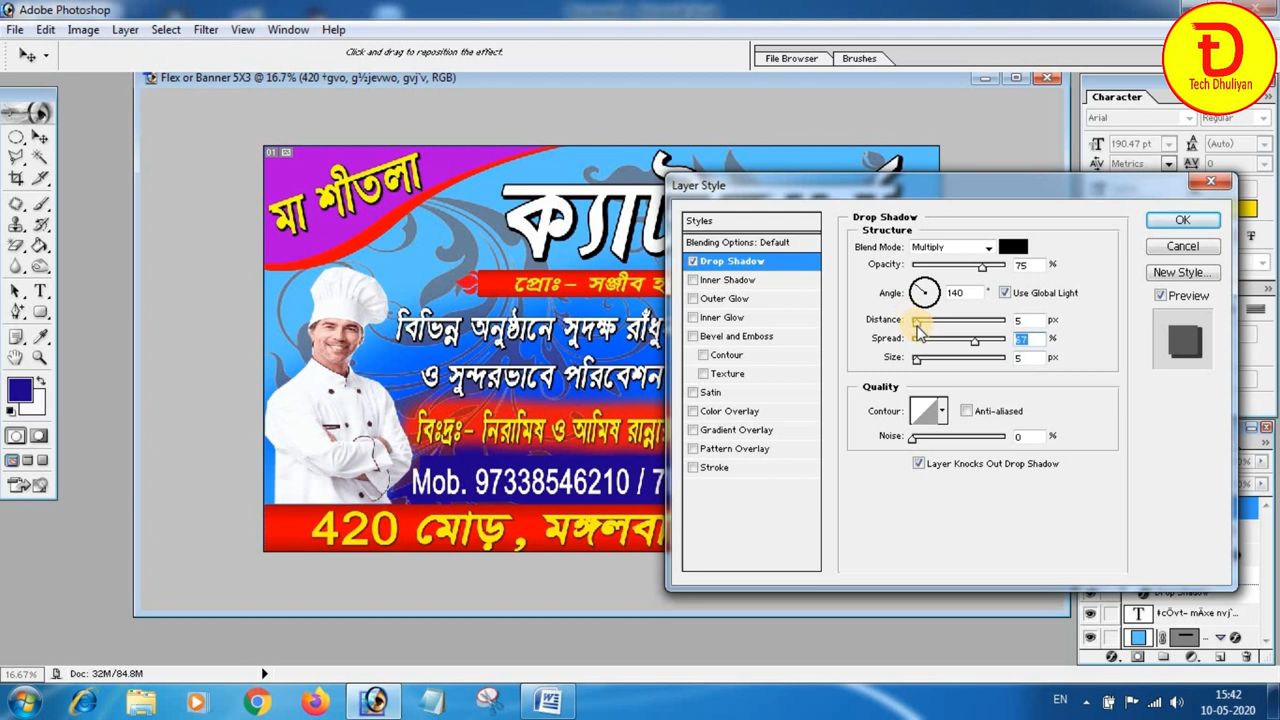 Adobe Photoshop
File Edit Image Layer Select Filter View Window Help
Click and drag to reposition the effect.
File Browser Brushes
Tech Dhuliyan
Flex or Banner 5X3 @ 16.7% (420 †gvo, g½jevwo, gvj`v, RGB)
Character
Arial Regular
190.47 pt (Auto)
Metrics 0
01
মা শীতলা
প্রোঃ- সঞ্জীব
বিভিন্ন অনুষ্ঠানে সুদক্ষ রাঁধু
ও সুন্দরভাবে পরিবেশন
বিঃদ্রঃ- নিরামিষ ও আমিষ রান্না
Mob. 97338546210 / 7
420 মোড়, মঙ্গলবা
Layer Style
Styles
Blending Options: Default
Drop Shadow
Inner Shadow
Outer Glow
Inner Glow
Bevel and Emboss
Contour
Texture
Satin
Color Overlay
Gradient Overlay
Pattern Overlay
Stroke
Drop Shadow
Structure
Blend Mode: Multiply
Opacity: 75 %
Angle: 140 ° Use Global Light
Distance: 5 px
Spread: 67 %
Size: 5 px
Quality
Contour: Anti-aliased
Noise: 0 %
Layer Knocks Out Drop Shadow
OK
Cancel
New Style...
Preview
Drop Shadow
16.67% Doc: 32M/84.8M
EN 15:42
10-05-2020